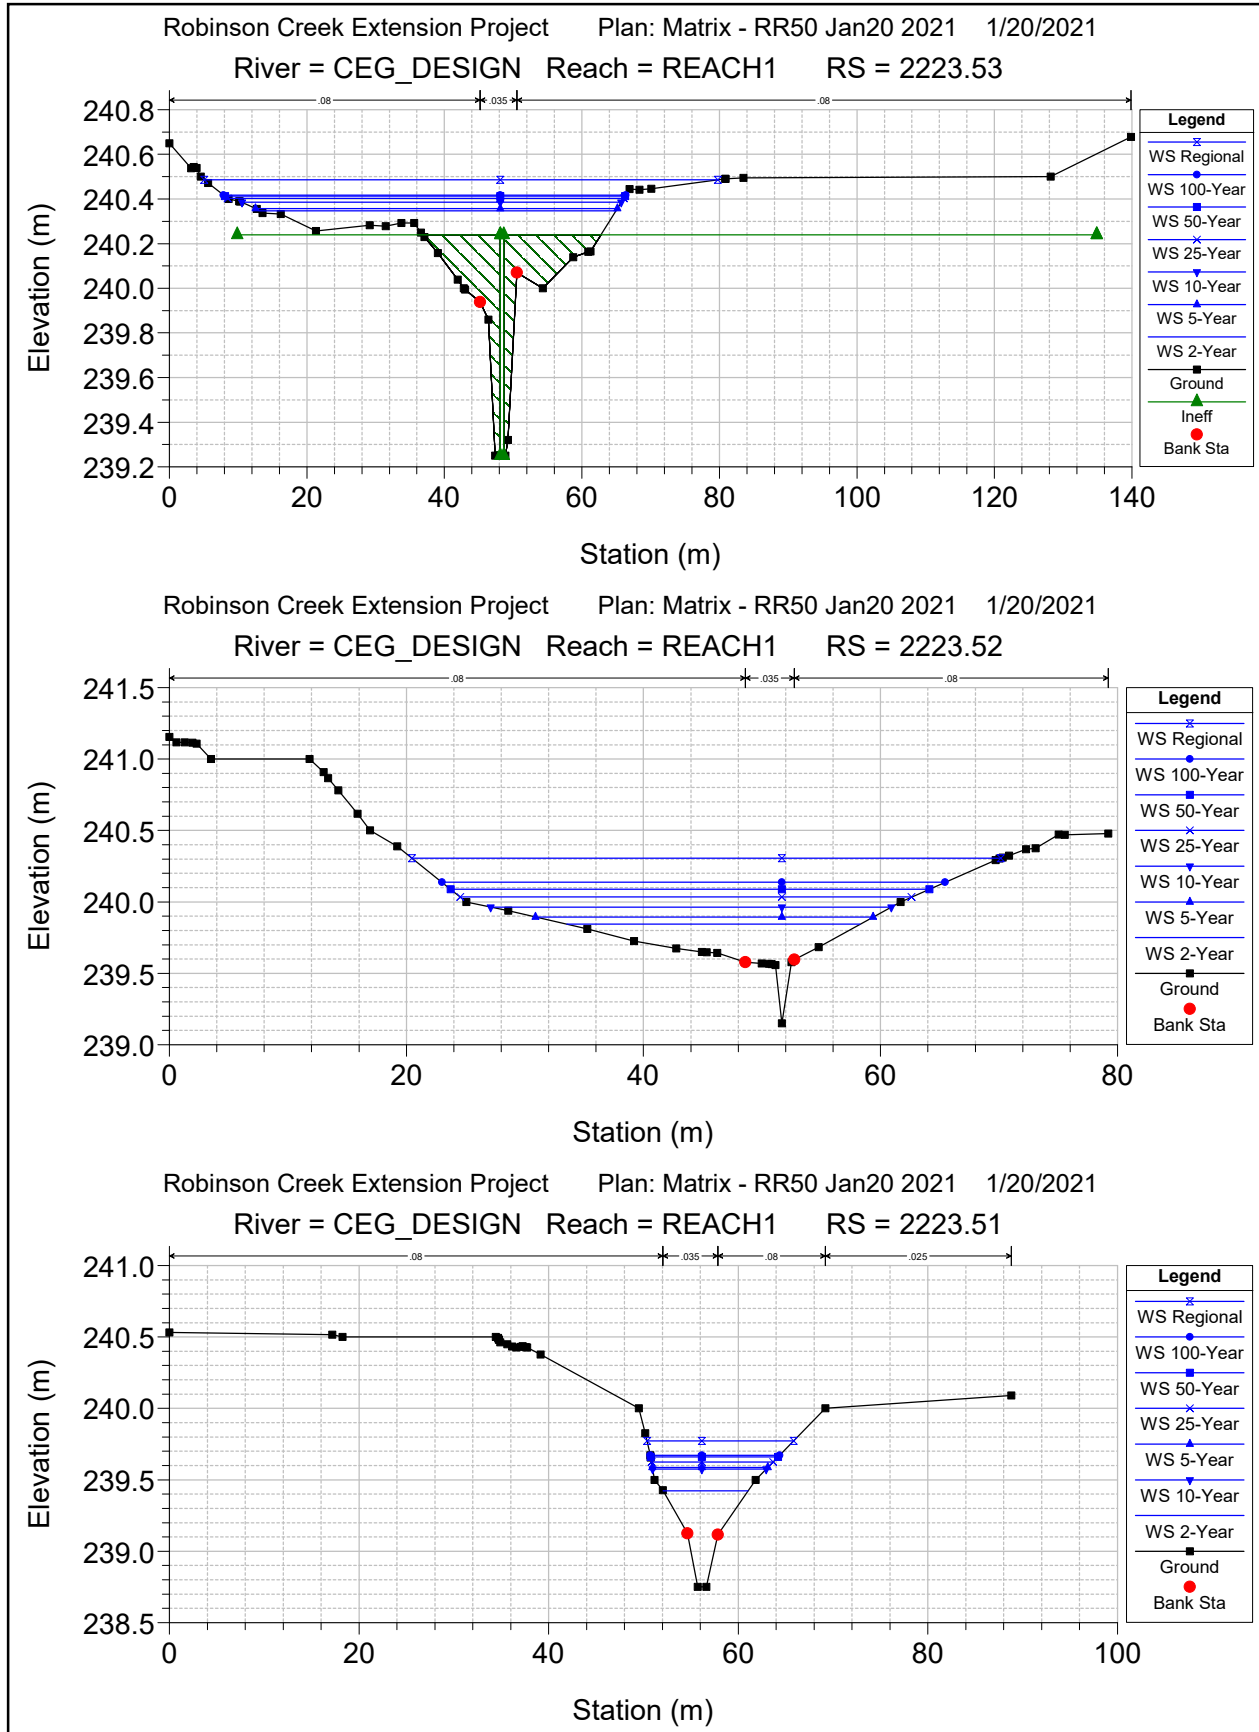 Robinson Creek Extension Project Plan: Matrix - RR50 Jan20 2021 1/20/2021
River = CEG_DESIGN Reach = REACH1 RS = 2223.53
.08 .035 .08
240.8
240.6
240.4
240.2
240.0
239.8
239.6
239.4
239.2
Elevation (m)
0 20 40 60 80 100 120 140
Station (m)
Legend
WS Regional
WS 100-Year
WS 50-Year
WS 25-Year
WS 10-Year
WS 5-Year
WS 2-Year
Ground
Ineff
Bank Sta
Robinson Creek Extension Project Plan: Matrix - RR50 Jan20 2021 1/20/2021
River = CEG_DESIGN Reach = REACH1 RS = 2223.52
.08 .035 .08
241.5
241.0
240.5
240.0
239.5
239.0
Elevation (m)
0 20 40 60 80
Station (m)
Legend
WS Regional
WS 100-Year
WS 50-Year
WS 25-Year
WS 10-Year
WS 5-Year
WS 2-Year
Ground
Bank Sta
Robinson Creek Extension Project Plan: Matrix - RR50 Jan20 2021 1/20/2021
River = CEG_DESIGN Reach = REACH1 RS = 2223.51
.08 .035 .08 .025
241.0
240.5
240.0
239.5
239.0
238.5
Elevation (m)
0 20 40 60 80 100
Station (m)
Legend
WS Regional
WS 100-Year
WS 50-Year
WS 25-Year
WS 5-Year
WS 10-Year
WS 2-Year
Ground
Bank Sta